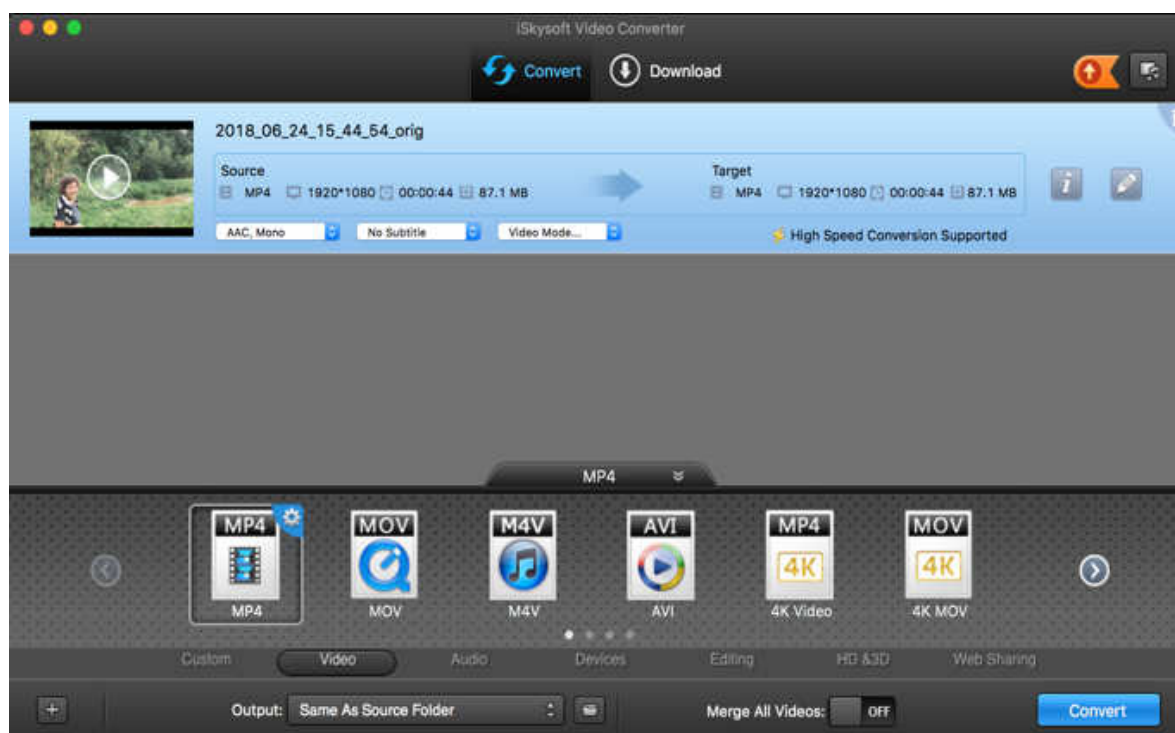 iSkysoft Video Converter
Convert Download
2018_06_24_15_44_54_orig
Source
MP4 1920*1080 00:00:44 87.1 MB
Target
MP4 1920*1080 00:00:44 87.1 MB
AAC, Mono No Subtitle Video Mode...
High Speed Conversion Supported
MP4
MP4 MOV M4V AVI MP4 MOV
4K 4K
MP4 MOV M4V AVI 4K Video 4K MOV
Custom Video Audio Devices Editing HD &3D Web Sharing
Output: Same As Source Folder Merge All Videos: OFF Convert